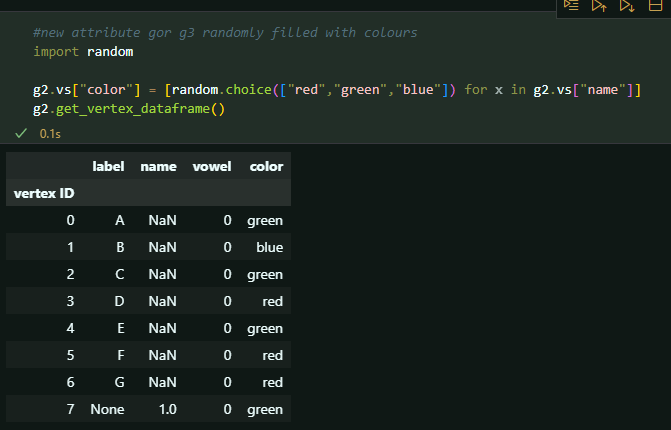 #new attribute gor g3 randomly filled with colours
import random
g2.vs["color"] = [random.choice(["red","green","blue"]) for x in g2.vs["name"]]
g2.get_vertex_dataframe()
0.1s
label name vowel color
vertex ID
0 A NaN 0 green
1 B NaN 0 blue
2 C NaN 0 green
3 D NaN 0 red
4 E NaN 0 green
5 F NaN 0 red
6 G NaN 0 red
7 None 1.0 0 green